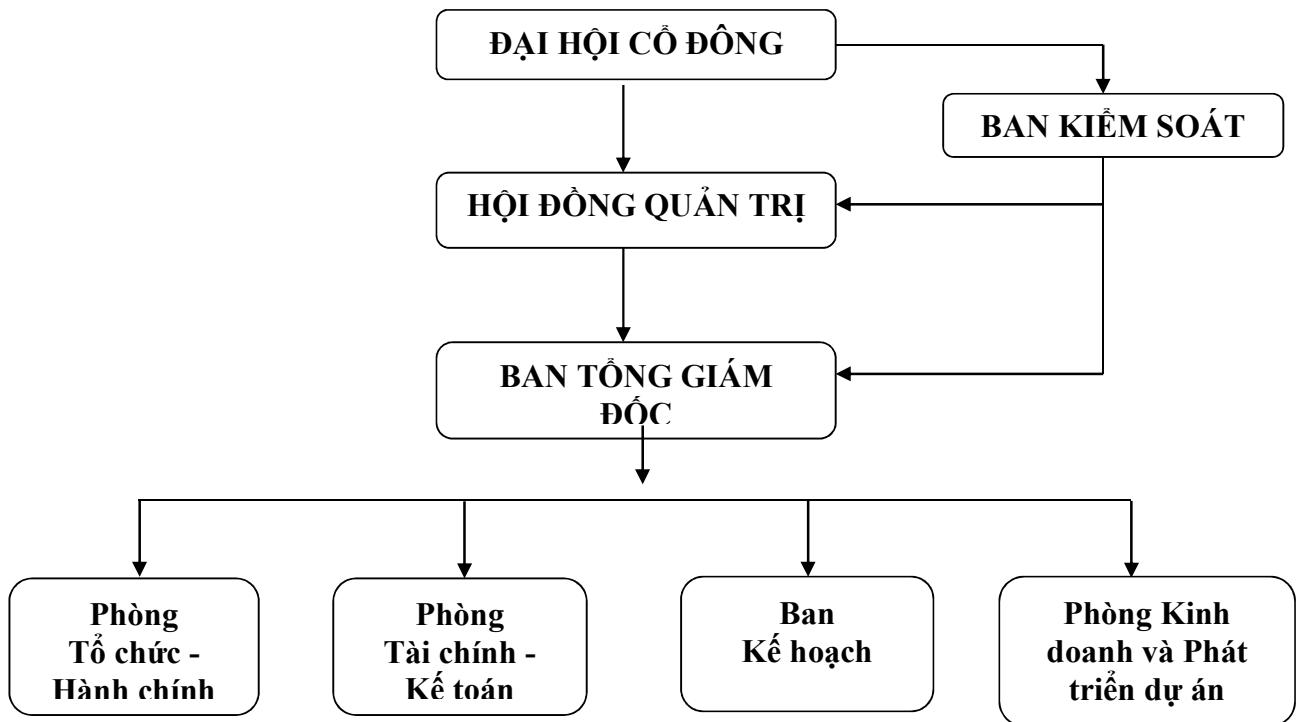 ĐẠI HỘI CỔ ĐÔNG
BAN KIỂM SOÁT
HỘI ĐỒNG QUẢN TRỊ
BAN TỔNG GIÁM
ĐỐC
Phòng
Tổ chức -
Hành chính
Phòng
Tài chính -
Kế toán
Ban
Kế hoạch
Phòng Kinh
doanh và Phát
triển dự án